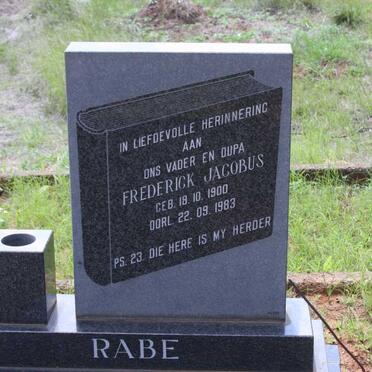 IN LIEFDEVOLLE HERINNERING
AAN
ONS VADER EN OUPA
FREDERICK JACOBUS
GEB. 18. 10. 1900
OORL. 22. 09. 1983
PS. 23. DIE HERE IS MY HERDER
RABE